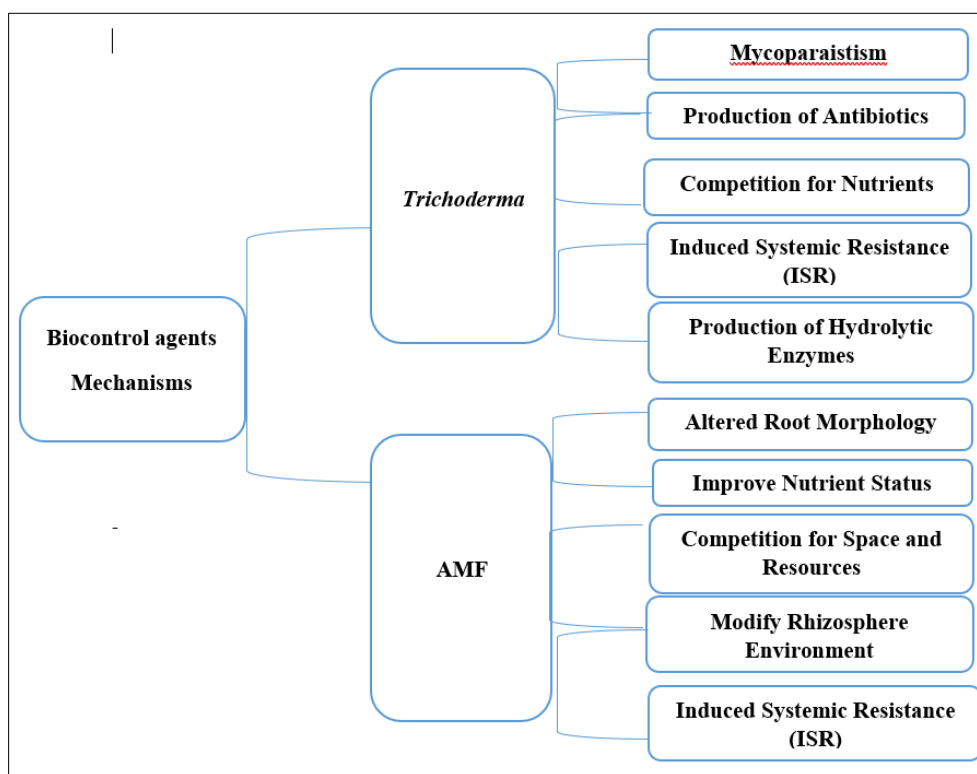 Biocontrol agents
Mechanisms
Trichoderma
Mycoparaistism
Production of Antibiotics
Competition for Nutrients
Induced Systemic Resistance
(ISR)
Production of Hydrolytic
Enzymes
AMF
Altered Root Morphology
Improve Nutrient Status
Competition for Space and
Resources
Modify Rhizosphere
Environment
Induced Systemic Resistance
(ISR)